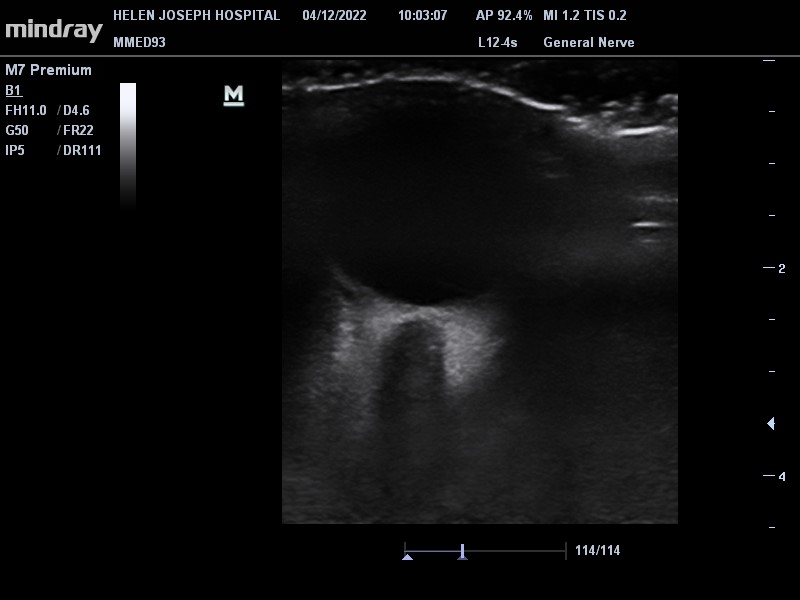 mindray
HELEN JOSEPH HOSPITAL 04/12/2022 10:03:07 AP 92.4% MI 1.2 TIS 0.2
MMED93 L12-4s General Nerve
M7 Premium
B1
FH11.0 /D4.6
G50 /FR22
IP5 /DR111
M
2
4
114/114